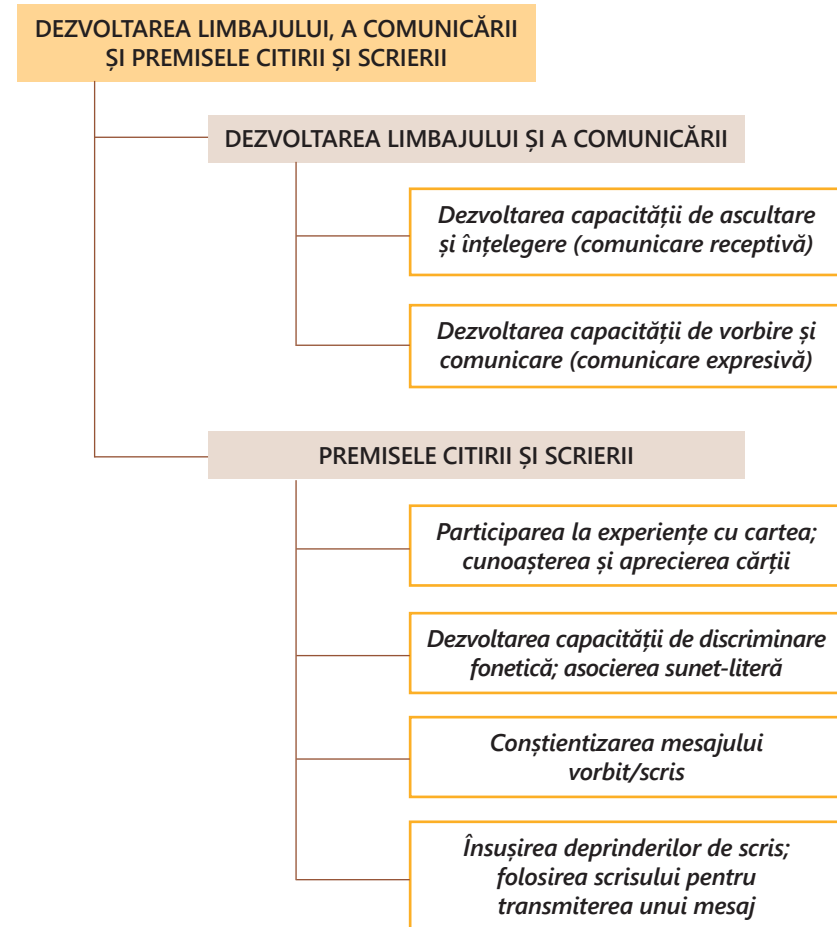 DEZVOLTAREA LIMBAJULUI, A COMUNICĂRII
ȘI PREMISELE CITIRII ȘI SCRIERII
DEZVOLTAREA LIMBAJULUI ȘI A COMUNICĂRII
Dezvoltarea capacității de ascultare
și înțelegere (comunicare receptivă)
Dezvoltarea capacității de vorbire și
comunicare (comunicare expresivă)
PREMISELE CITIRII ȘI SCRIERII
Participarea la experiențe cu cartea;
cunoașterea și aprecierea cărții
Dezvoltarea capacității de discriminare
fonetică; asocierea sunet-literă
Conștientizarea mesajului
vorbit/scris
Însușirea deprinderilor de scris;
folosirea scrisului pentru
transmiterea unui mesaj